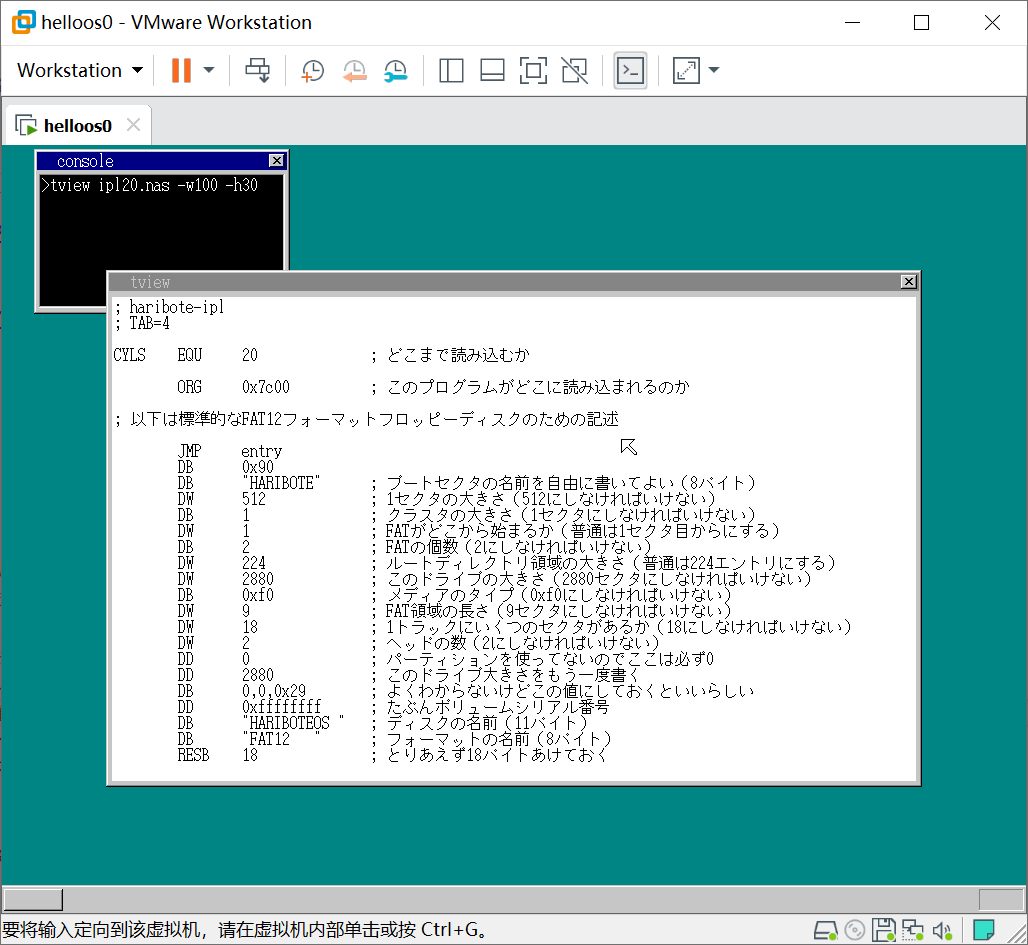 helloos0 - VMware Workstation
Workstation
helloos0
console
>tview ipl20.nas -w100 -h30
tview
; haribote-ipl
; TAB=4
CYLS EQU 20 ; どこまで読み込むか
ORG 0x7c00 ; このプログラムがどこに読み込まれるのか
; 以下は標準的なFAT12フォーマットフロッピーディスクのための記述
JMP entry
DB 0x90
DB "HARIBOTE" ; ブートセクタの名前を自由に書いてよい（8バイト）
DW 512 ; 1セクタの大きさ（512にしなければいけない）
DB 1 ; クラスタの大きさ（1セクタにしなければいけない）
DW 1 ; FATがどこから始まるか（普通は1セクタ目からにする）
DB 2 ; FATの個数（2にしなければいけない）
DW 224 ; ルートディレクトリ領域の大きさ（普通は224エントリにする）
DW 2880 ; このドライブの大きさ（2880セクタにしなければいけない）
DB 0xf0 ; メディアのタイプ（0xf0にしなければいけない）
DW 9 ; FAT領域の長さ（9セクタにしなければいけない）
DW 18 ; 1トラックにいくつのセクタがあるか（18にしなければいけない）
DW 2 ; ヘッドの数（2にしなければいけない）
DD 0 ; パーティションを使ってないのでここは必ず0
DD 2880 ; このドライブ大きさをもう一度書く
DB 0,0,0x29 ; よくわからないけどこの値にしておくといいらしい
DD 0xffffffff ; たぶんボリュームシリアル番号
DB "HARIBOTEOS " ; ディスクの名前（11バイト）
DB "FAT12   " ; フォーマットの名前（8バイト）
RESB 18 ; とりあえず18バイトあけておく
要将输入定向到该虚拟机，请在虚拟机内部单击或按 Ctrl+G。